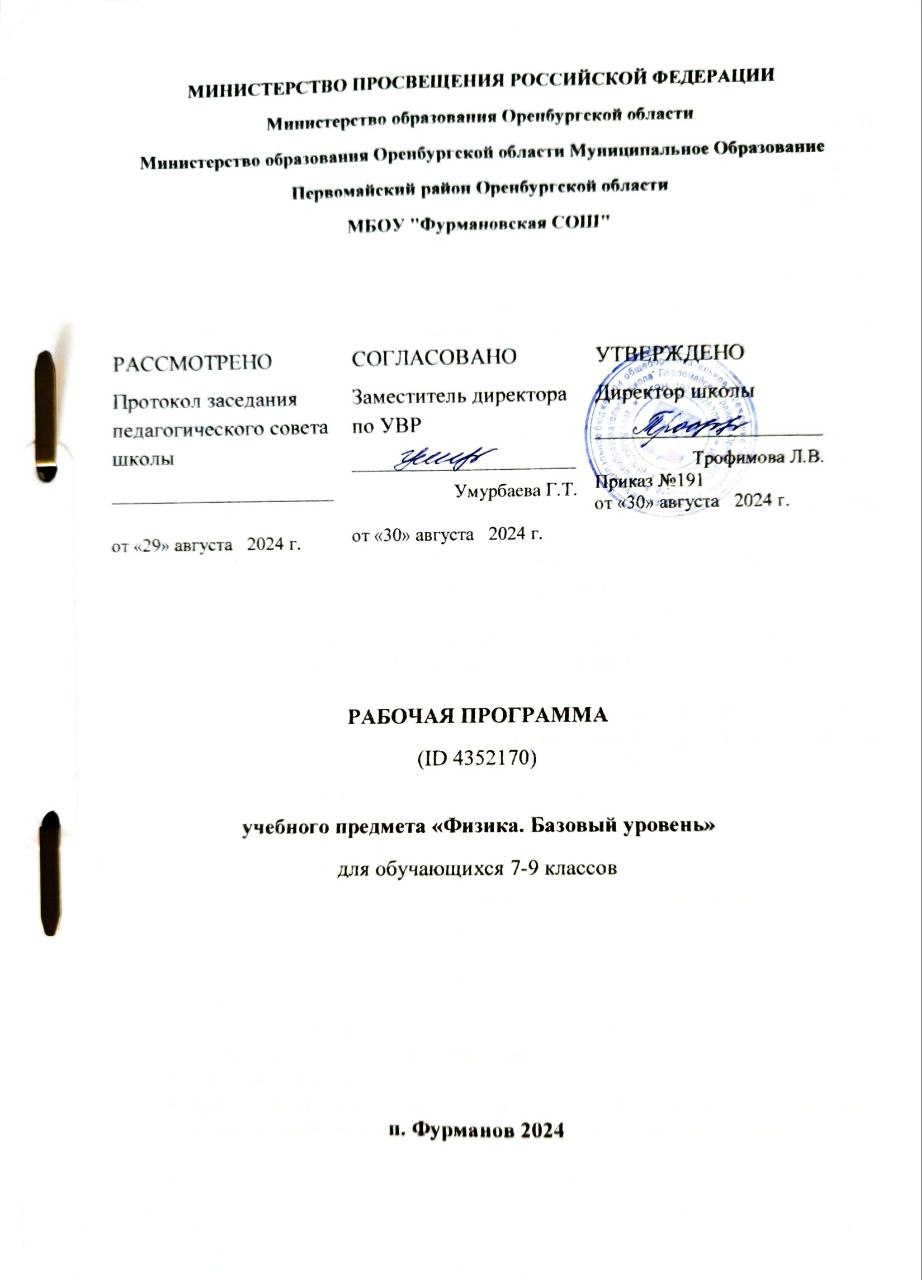 МИНИСТЕРСТВО ПРОСВЕЩЕНИЯ РОССИЙСКОЙ ФЕДЕРАЦИИ
Министерство образования Оренбургской области
Министерство образования Оренбургской области Муниципальное Образование
Первомайский район Оренбургской области
МБОУ "Фурмановская СОШ"
РАССМОТРЕНО
Протокол заседания
педагогического совета
школы
от «29» августа 2024 г.
СОГЛАСОВАНО
Заместитель директора
по УВР
Умурбаева Г.Т.
от «30» августа 2024 г.
УТВЕРЖДЕНО
Директор школы
Трофимова Л.В.
Приказ №191
от «30» августа 2024 г.
РАБОЧАЯ ПРОГРАММА
(ID 4352170)
учебного предмета «Физика. Базовый уровень»
для обучающихся 7-9 классов
п. Фурманов 2024